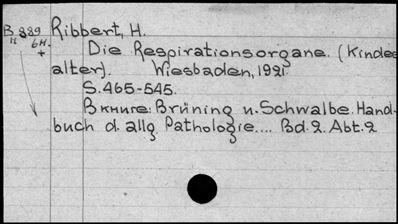 B 889 Ribbert, H.
H 6H. Die Respirationsorgane. (Kindes
+ alter). Wiesbaden, 1921.
S. 465-545.
В книге: Brüning u. Schwalbe. Hand-
buch d. allg Pathologie.... Bd. 2. Abt. 2